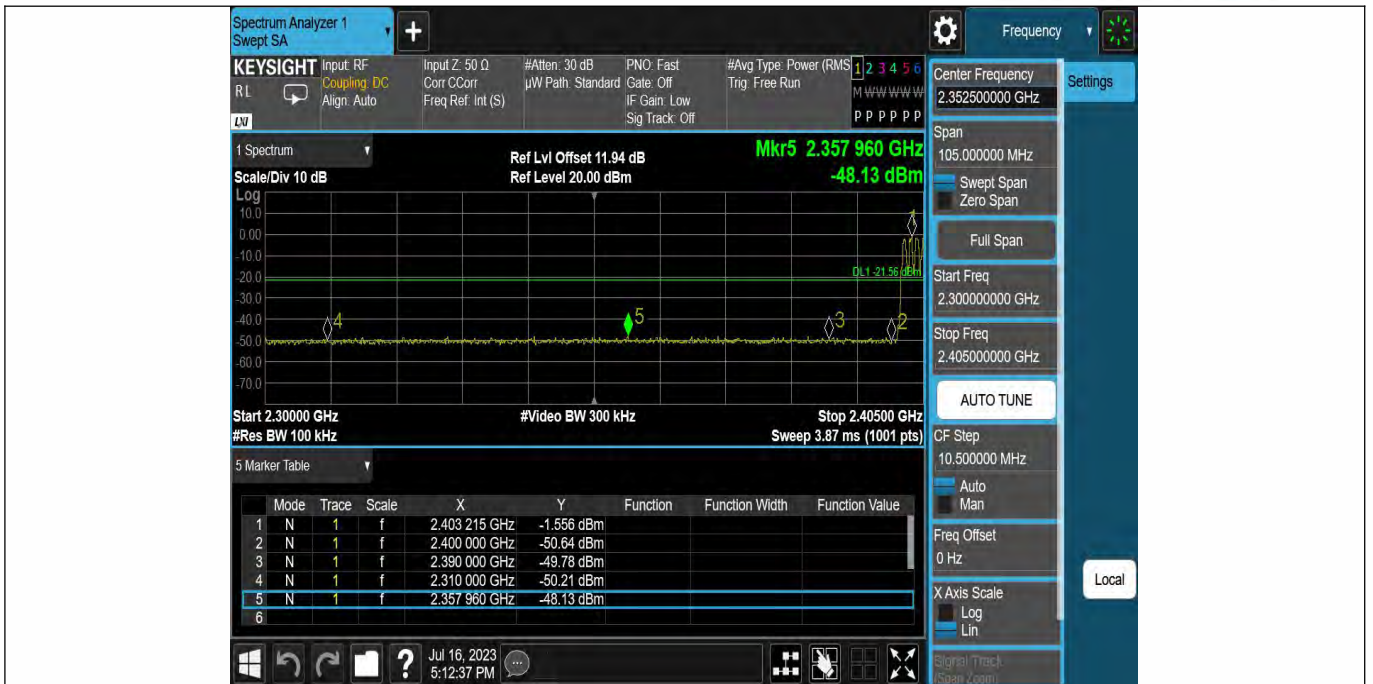 Spectrum Analyzer 1
Swept SA
+
Frequency
KEYSIGHT
RL
LXI
Input: RF
Coupling: DC
Align: Auto
Input Z: 50 Ω
Corr CCorr
Freq Ref: Int (S)
#Atten: 30 dB
µW Path: Standard
PNO: Fast
Gate: Off
IF Gain: Low
Sig Track: Off
#Avg Type: Power (RMS
Trig: Free Run
1 2 3 4 5 6
M W W W W W
P P P P P P
1 Spectrum
Scale/Div 10 dB
Ref Lvl Offset 11.94 dB
Ref Level 20.00 dBm
Mkr5 2.357 960 GHz
-48.13 dBm
Log
10.0
0.00
-10.0
-20.0
-30.0
-40.0
-50.0
-60.0
-70.0
1
DL1 -21.56 dBm
4
5
3
2
Start 2.30000 GHz
#Video BW 300 kHz
Stop 2.40500 GHz
#Res BW 100 kHz
Sweep 3.87 ms (1001 pts)
5 Marker Table
Mode Trace Scale X Y Function Function Width Function Value
1 N 1 f 2.403 215 GHz -1.556 dBm
2 N 1 f 2.400 000 GHz -50.64 dBm
3 N 1 f 2.390 000 GHz -49.78 dBm
4 N 1 f 2.310 000 GHz -50.21 dBm
5 N 1 f 2.357 960 GHz -48.13 dBm
6
?
Jul 16, 2023
5:12:37 PM
Center Frequency
2.352500000 GHz
Settings
Span
105.000000 MHz
Swept Span
Zero Span
Full Span
Start Freq
2.300000000 GHz
Stop Freq
2.405000000 GHz
AUTO TUNE
CF Step
10.500000 MHz
Auto
Man
Freq Offset
0 Hz
Local
X Axis Scale
Log
Lin
Signal Track
(Span Zoom)